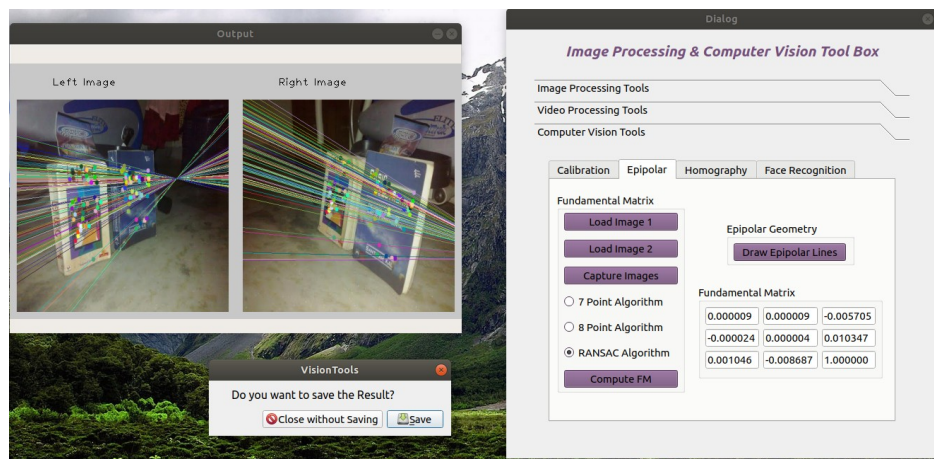 Output
Left Image
Right Image
VisionTools
Do you want to save the Result?
Close without Saving
Save
Dialog
Image Processing & Computer Vision Tool Box
Image Processing Tools
Video Processing Tools
Computer Vision Tools
Calibration Epipolar Homography Face Recognition
Fundamental Matrix
Load Image 1
Load Image 2
Capture Images
7 Point Algorithm
8 Point Algorithm
RANSAC Algorithm
Compute FM
Epipolar Geometry
Draw Epipolar Lines
Fundamental Matrix
0.000009 0.000009 -0.005705
-0.000024 0.000004 0.010347
0.001046 -0.008687 1.000000